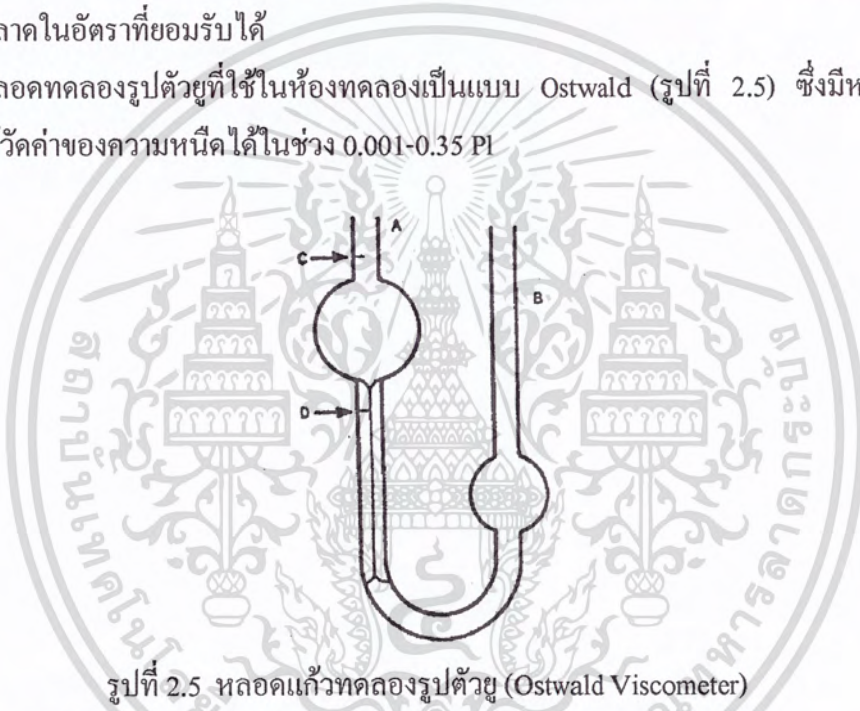 ลาดในอัตราที่ยอมรับได้
ลอดทดลองรูปตัวยูที่ใช้ในห้องทดลองเป็นแบบ Ostwald (รูปที่ 2.5) ซึ่งมีห
วัดค่าของความหนืดได้ในช่วง 0.001-0.35 Pl
A
C
B
D
รูปที่ 2.5 หลอดแก้วทดลองรูปตัวยู (Ostwald Viscometer)